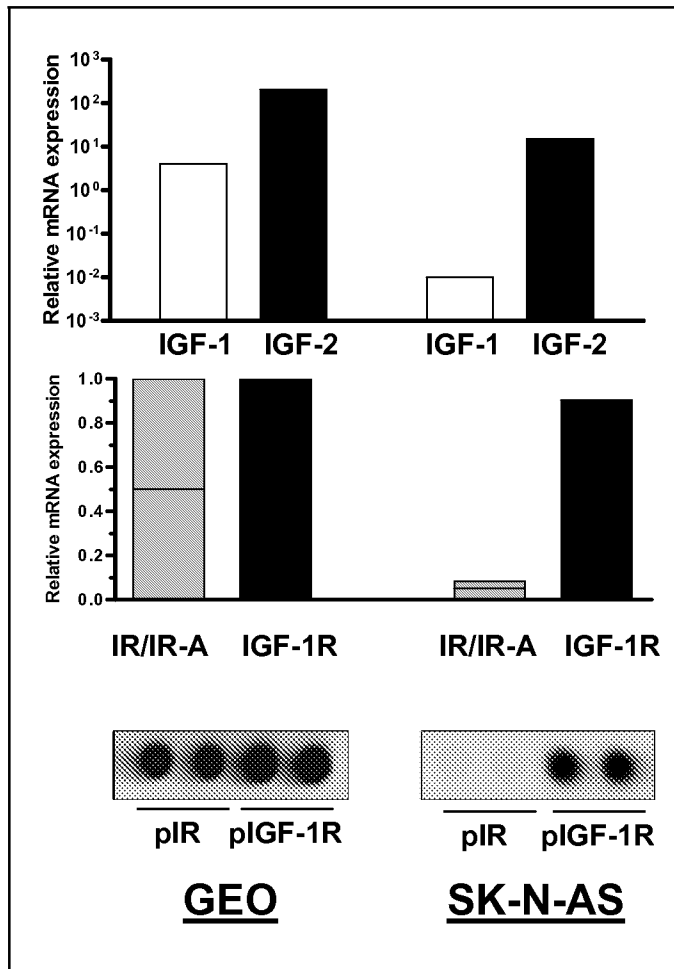 Relative mRNA expression
10³
10²
10¹
10⁰
10⁻¹
10⁻²
10⁻³
IGF-1 IGF-2 IGF-1 IGF-2
Relative mRNA expression
1.0
0.8
0.6
0.4
0.2
0.0
IR/IR-A IGF-1R IR/IR-A IGF-1R
pIR pIGF-1R pIR pIGF-1R
GEO SK-N-AS